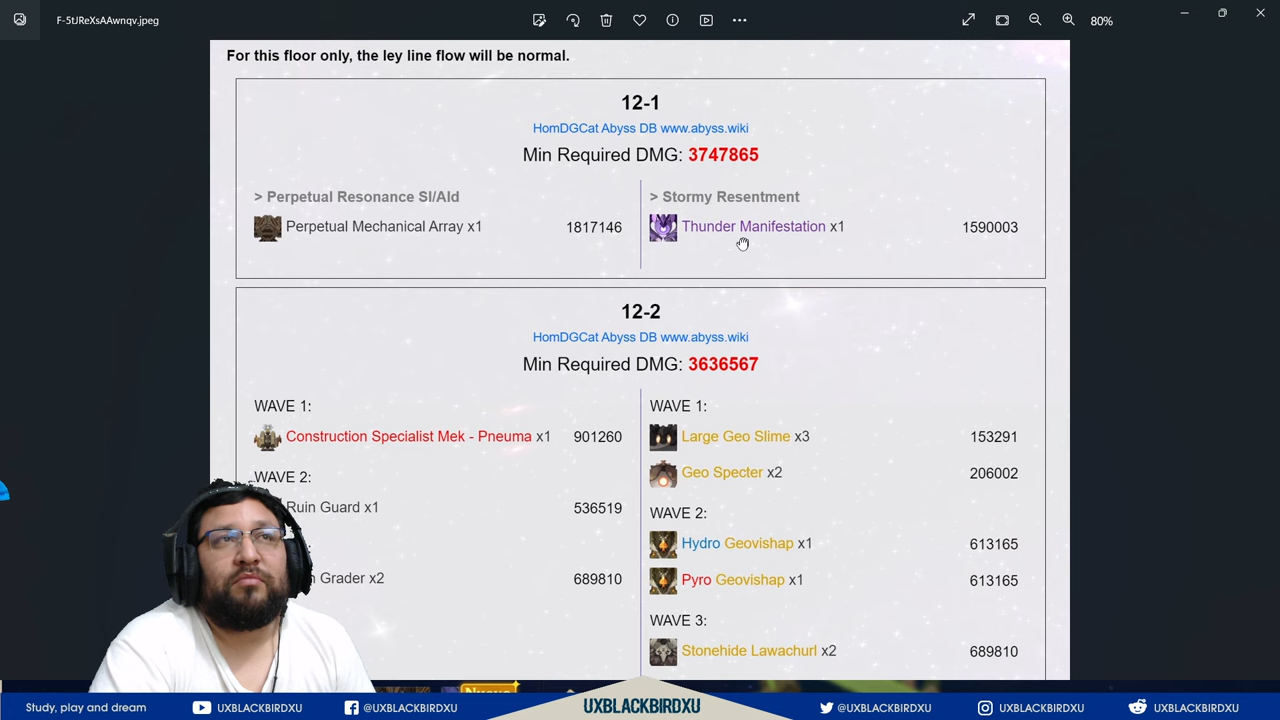 F-5tJReXsAAwnqv.jpeg
80%
For this floor only, the ley line flow will be normal.
12-1
HomDGCat Abyss DB www.abyss.wiki
Min Required DMG: 3747865
> Perpetual Resonance SI/AId
Perpetual Mechanical Array x1 1817146
> Stormy Resentment
Thunder Manifestation x1 1590003
12-2
HomDGCat Abyss DB www.abyss.wiki
Min Required DMG: 3636567
WAVE 1:
Construction Specialist Mek - Pneuma x1 901260
WAVE 2:
Ruin Guard x1 536519
Grader x2 689810
WAVE 1:
Large Geo Slime x3 153291
Geo Specter x2 206002
WAVE 2:
Hydro Geovishap x1 613165
Pyro Geovishap x1 613165
WAVE 3:
Stonehide Lawachurl x2 689810
Study, play and dream
UXBLACKBIRDXU
@UXBLACKBIRDXU
UXBLACKBIRDXU
@UXBLACKBIRDXU
UXBLACKBIRDXU
UXBLACKBIRDXU